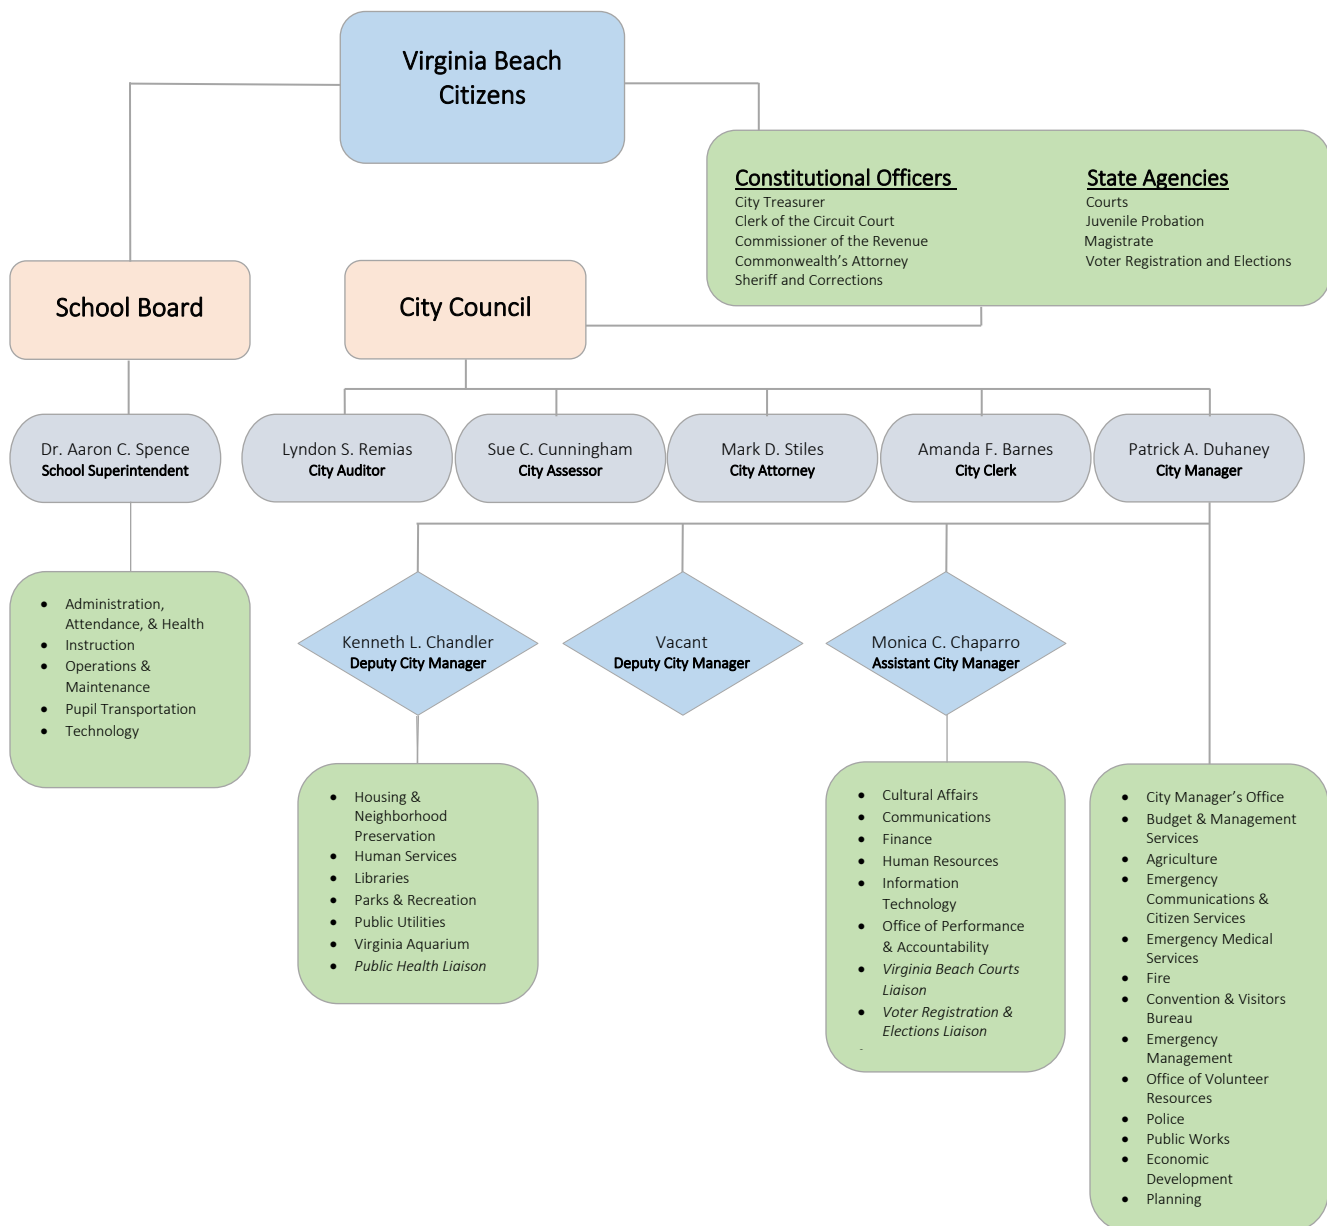 Virginia Beach
Citizens
Constitutional Officers
City Treasurer
Clerk of the Circuit Court
Commissioner of the Revenue
Commonwealth's Attorney
Sheriff and Corrections
State Agencies
Courts
Juvenile Probation
Magistrate
Voter Registration and Elections
School Board
City Council
Dr. Aaron C. Spence
School Superintendent
Lyndon S. Remias
City Auditor
Sue C. Cunningham
City Assessor
Mark D. Stiles
City Attorney
Amanda F. Barnes
City Clerk
Patrick A. Duhaney
City Manager
• Administration,
Attendance, & Health
• Instruction
• Operations &
Maintenance
• Pupil Transportation
• Technology
Kenneth L. Chandler
Deputy City Manager
Vacant
Deputy City Manager
Monica C. Chaparro
Assistant City Manager
• Housing &
Neighborhood
Preservation
• Human Services
• Libraries
• Parks & Recreation
• Public Utilities
• Virginia Aquarium
• Public Health Liaison
• Cultural Affairs
• Communications
• Finance
• Human Resources
• Information
Technology
• Office of Performance
& Accountability
• Virginia Beach Courts
Liaison
• Voter Registration &
Elections Liaison
• City Manager's Office
• Budget & Management
Services
• Agriculture
• Emergency
Communications &
Citizen Services
• Emergency Medical
Services
• Fire
• Convention & Visitors
Bureau
• Emergency
Management
• Office of Volunteer
Resources
• Police
• Public Works
• Economic
Development
• Planning